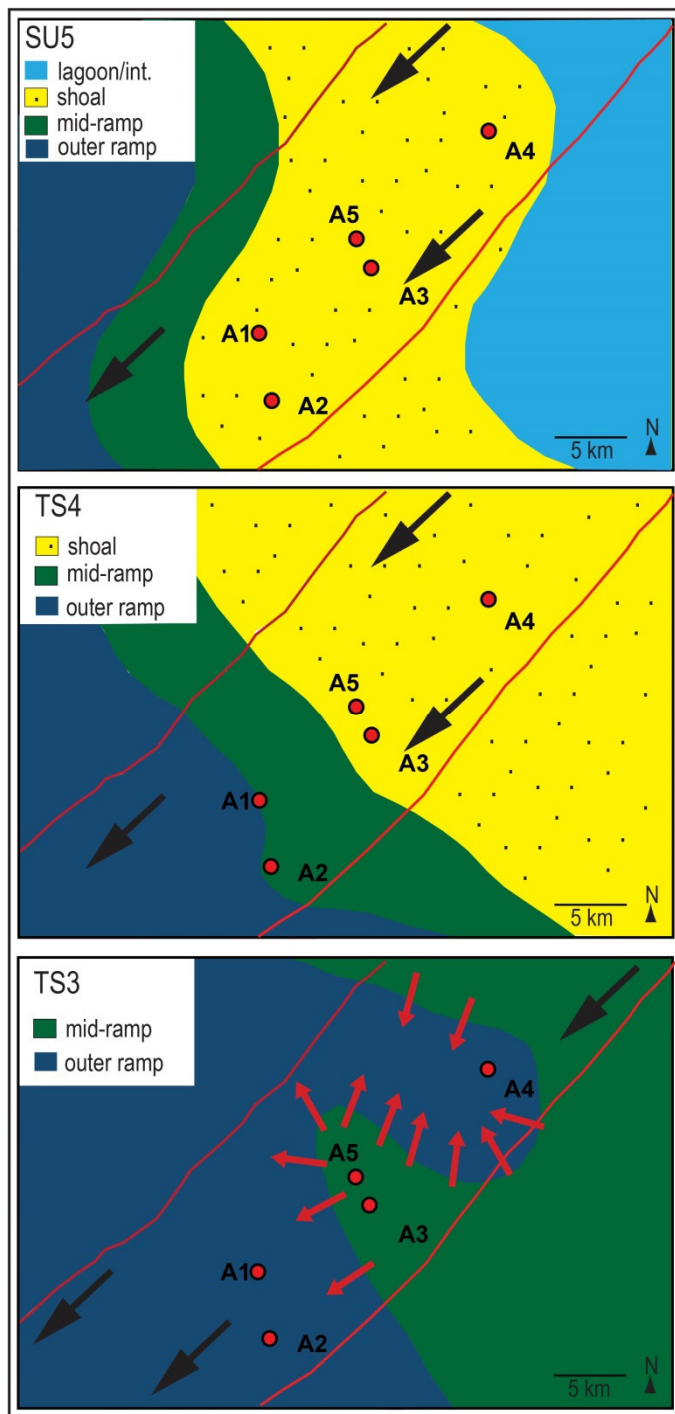 SU5
lagoon/int.
shoal
mid-ramp
outer ramp
A4
A5
A3
A1
A2
N
5 km
TS4
shoal
mid-ramp
outer ramp
A4
A5
A3
A1
A2
N
5 km
TS3
mid-ramp
outer ramp
A4
A5
A3
A1
A2
N
5 km